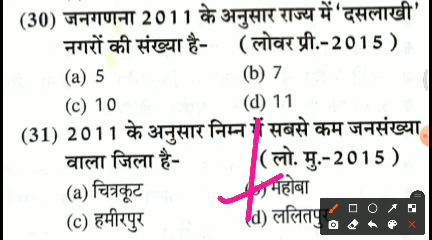 (30) जनगणना 2011 के अनुसार राज्य में 'दसलाखी'
नगरों की संख्या है- (लोवर प्री.-2015)
(a) 5 (b) 7
(c) 10 (d) 11
(31) 2011 के अनुसार निम्न में सबसे कम जनसंख्या
वाला जिला है- (लो. मु.-2015)
(a) चित्रकूट (b) महोबा
(c) हमीरपुर (d) ललितपुर